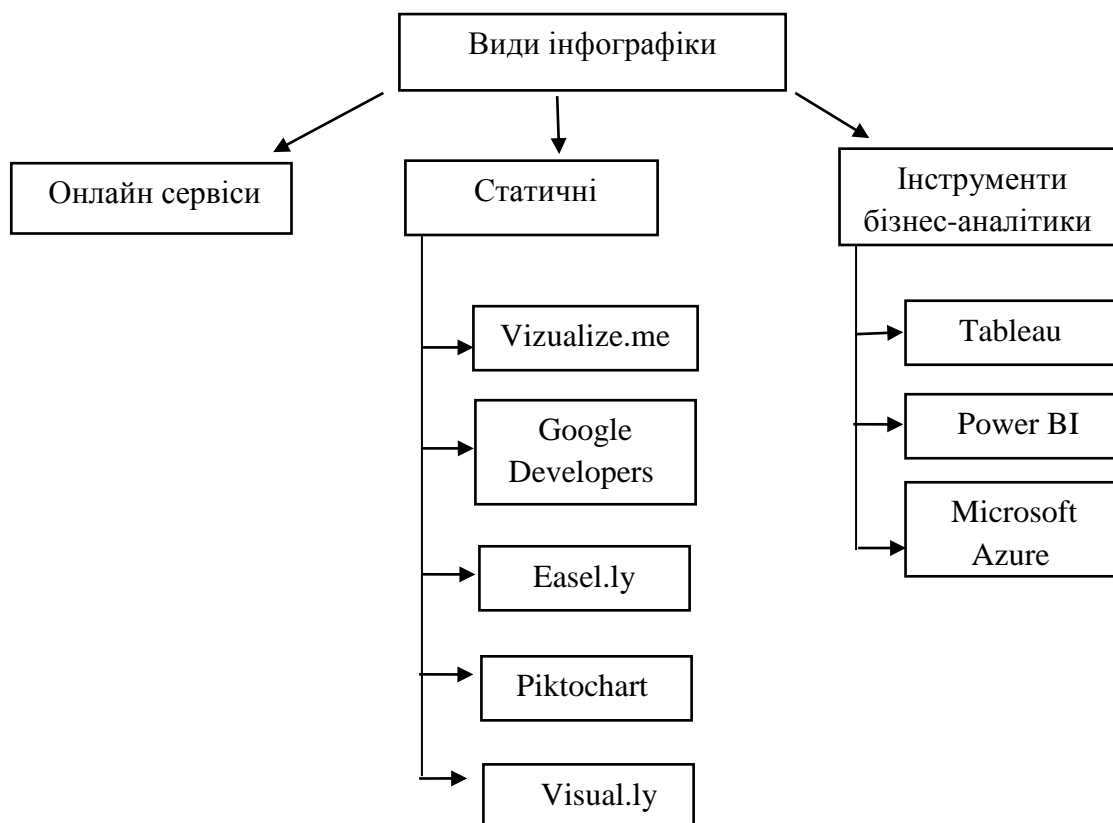 Види інфографіки
Онлайн сервіси
Статичні
Інструменти
бізнес-аналітики
Vizualize.me
Google
Developers
Easel.ly
Piktochart
Visual.ly
Tableau
Power BI
Microsoft
Azure